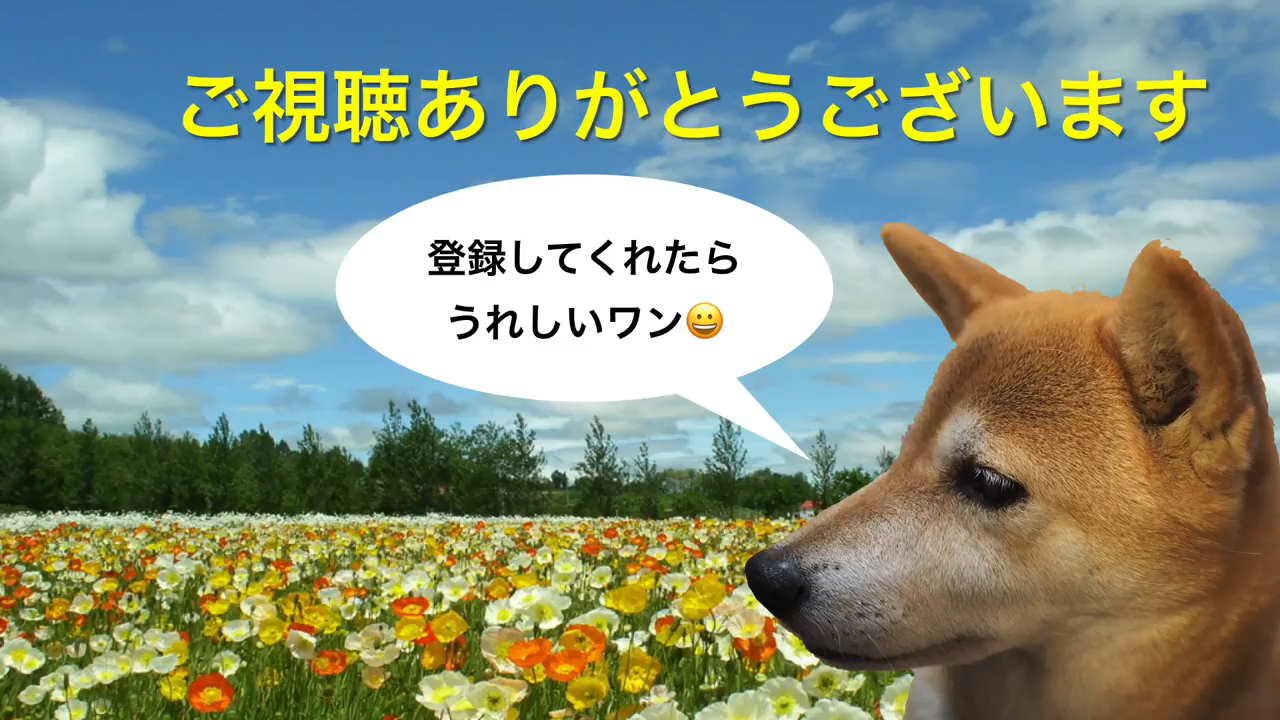 ご視聴ありがとうございます
登録してくれたら
うれしいワン😀